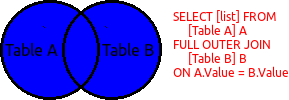 Table A
Table B
SELECT [list] FROM
[Table A] A
FULL OUTER JOIN
[Table B] B
ON A.Value = B.Value